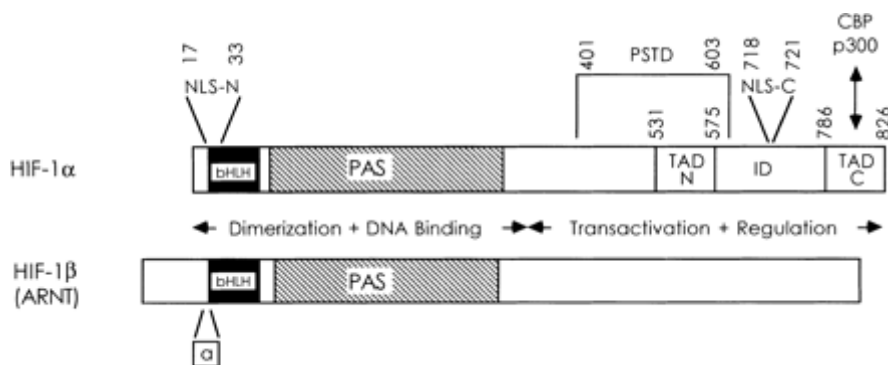 CBP
p300
17 33 401 PSTD 603 718 721
NLS-N NLS-C
531 575 786 826
HIF-1α bHLH PAS TAD N ID TAD C
Dimerization + DNA Binding Transactivation + Regulation
HIF-1β
(ARNT) bHLH PAS
a